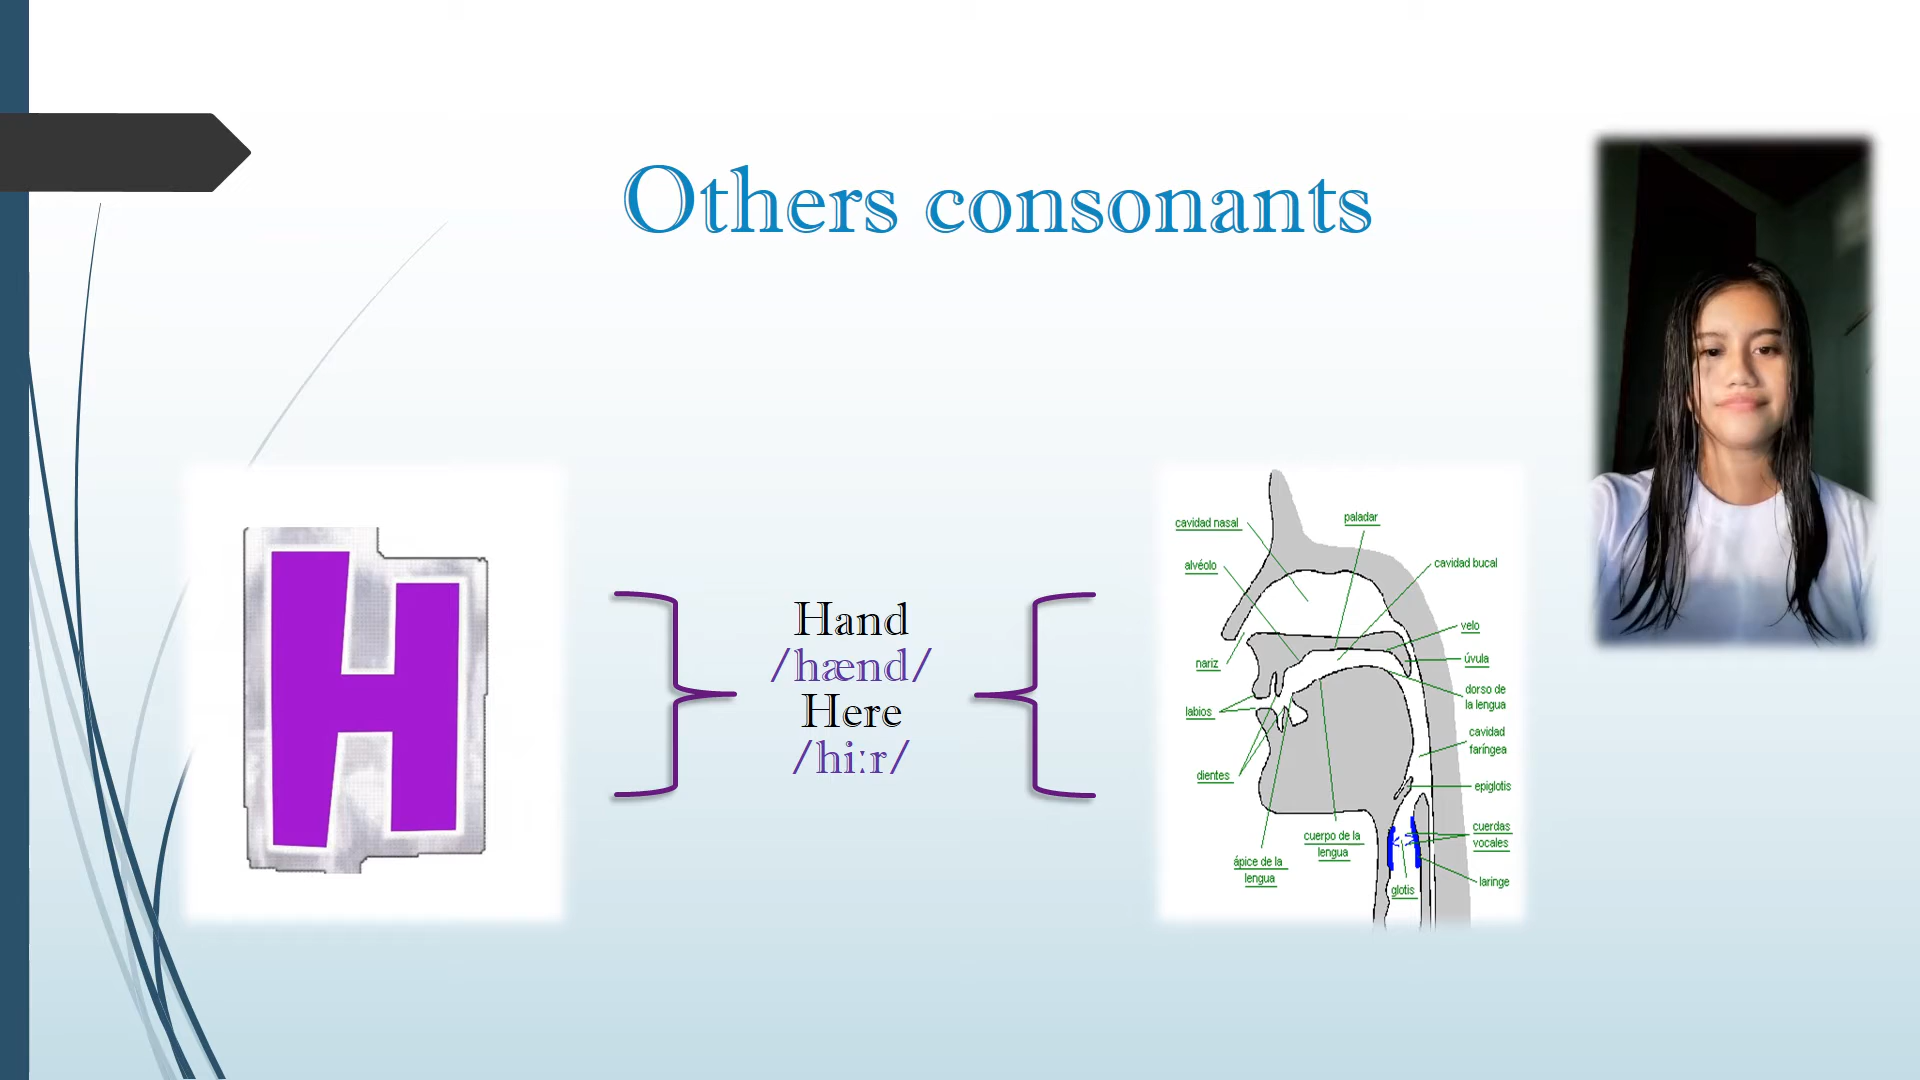 Others consonants
H
Hand
/hænd/
Here
/hi:r/
cavidad nasal
paladar
alvéolo
cavidad bucal
velo
nariz
úvula
labios
dorso de
la lengua
cavidad
faríngea
dientes
epiglotis
cuerpo de la
lengua
cuerdas
vocales
ápice de la
lengua
glotis
laringe